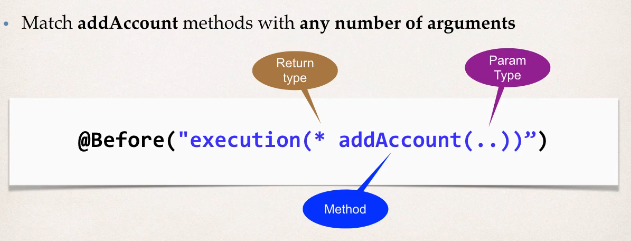 • Match addAccount methods with any number of arguments
Return
type
Param
Type
@Before("execution(* addAccount(..))”)
Method